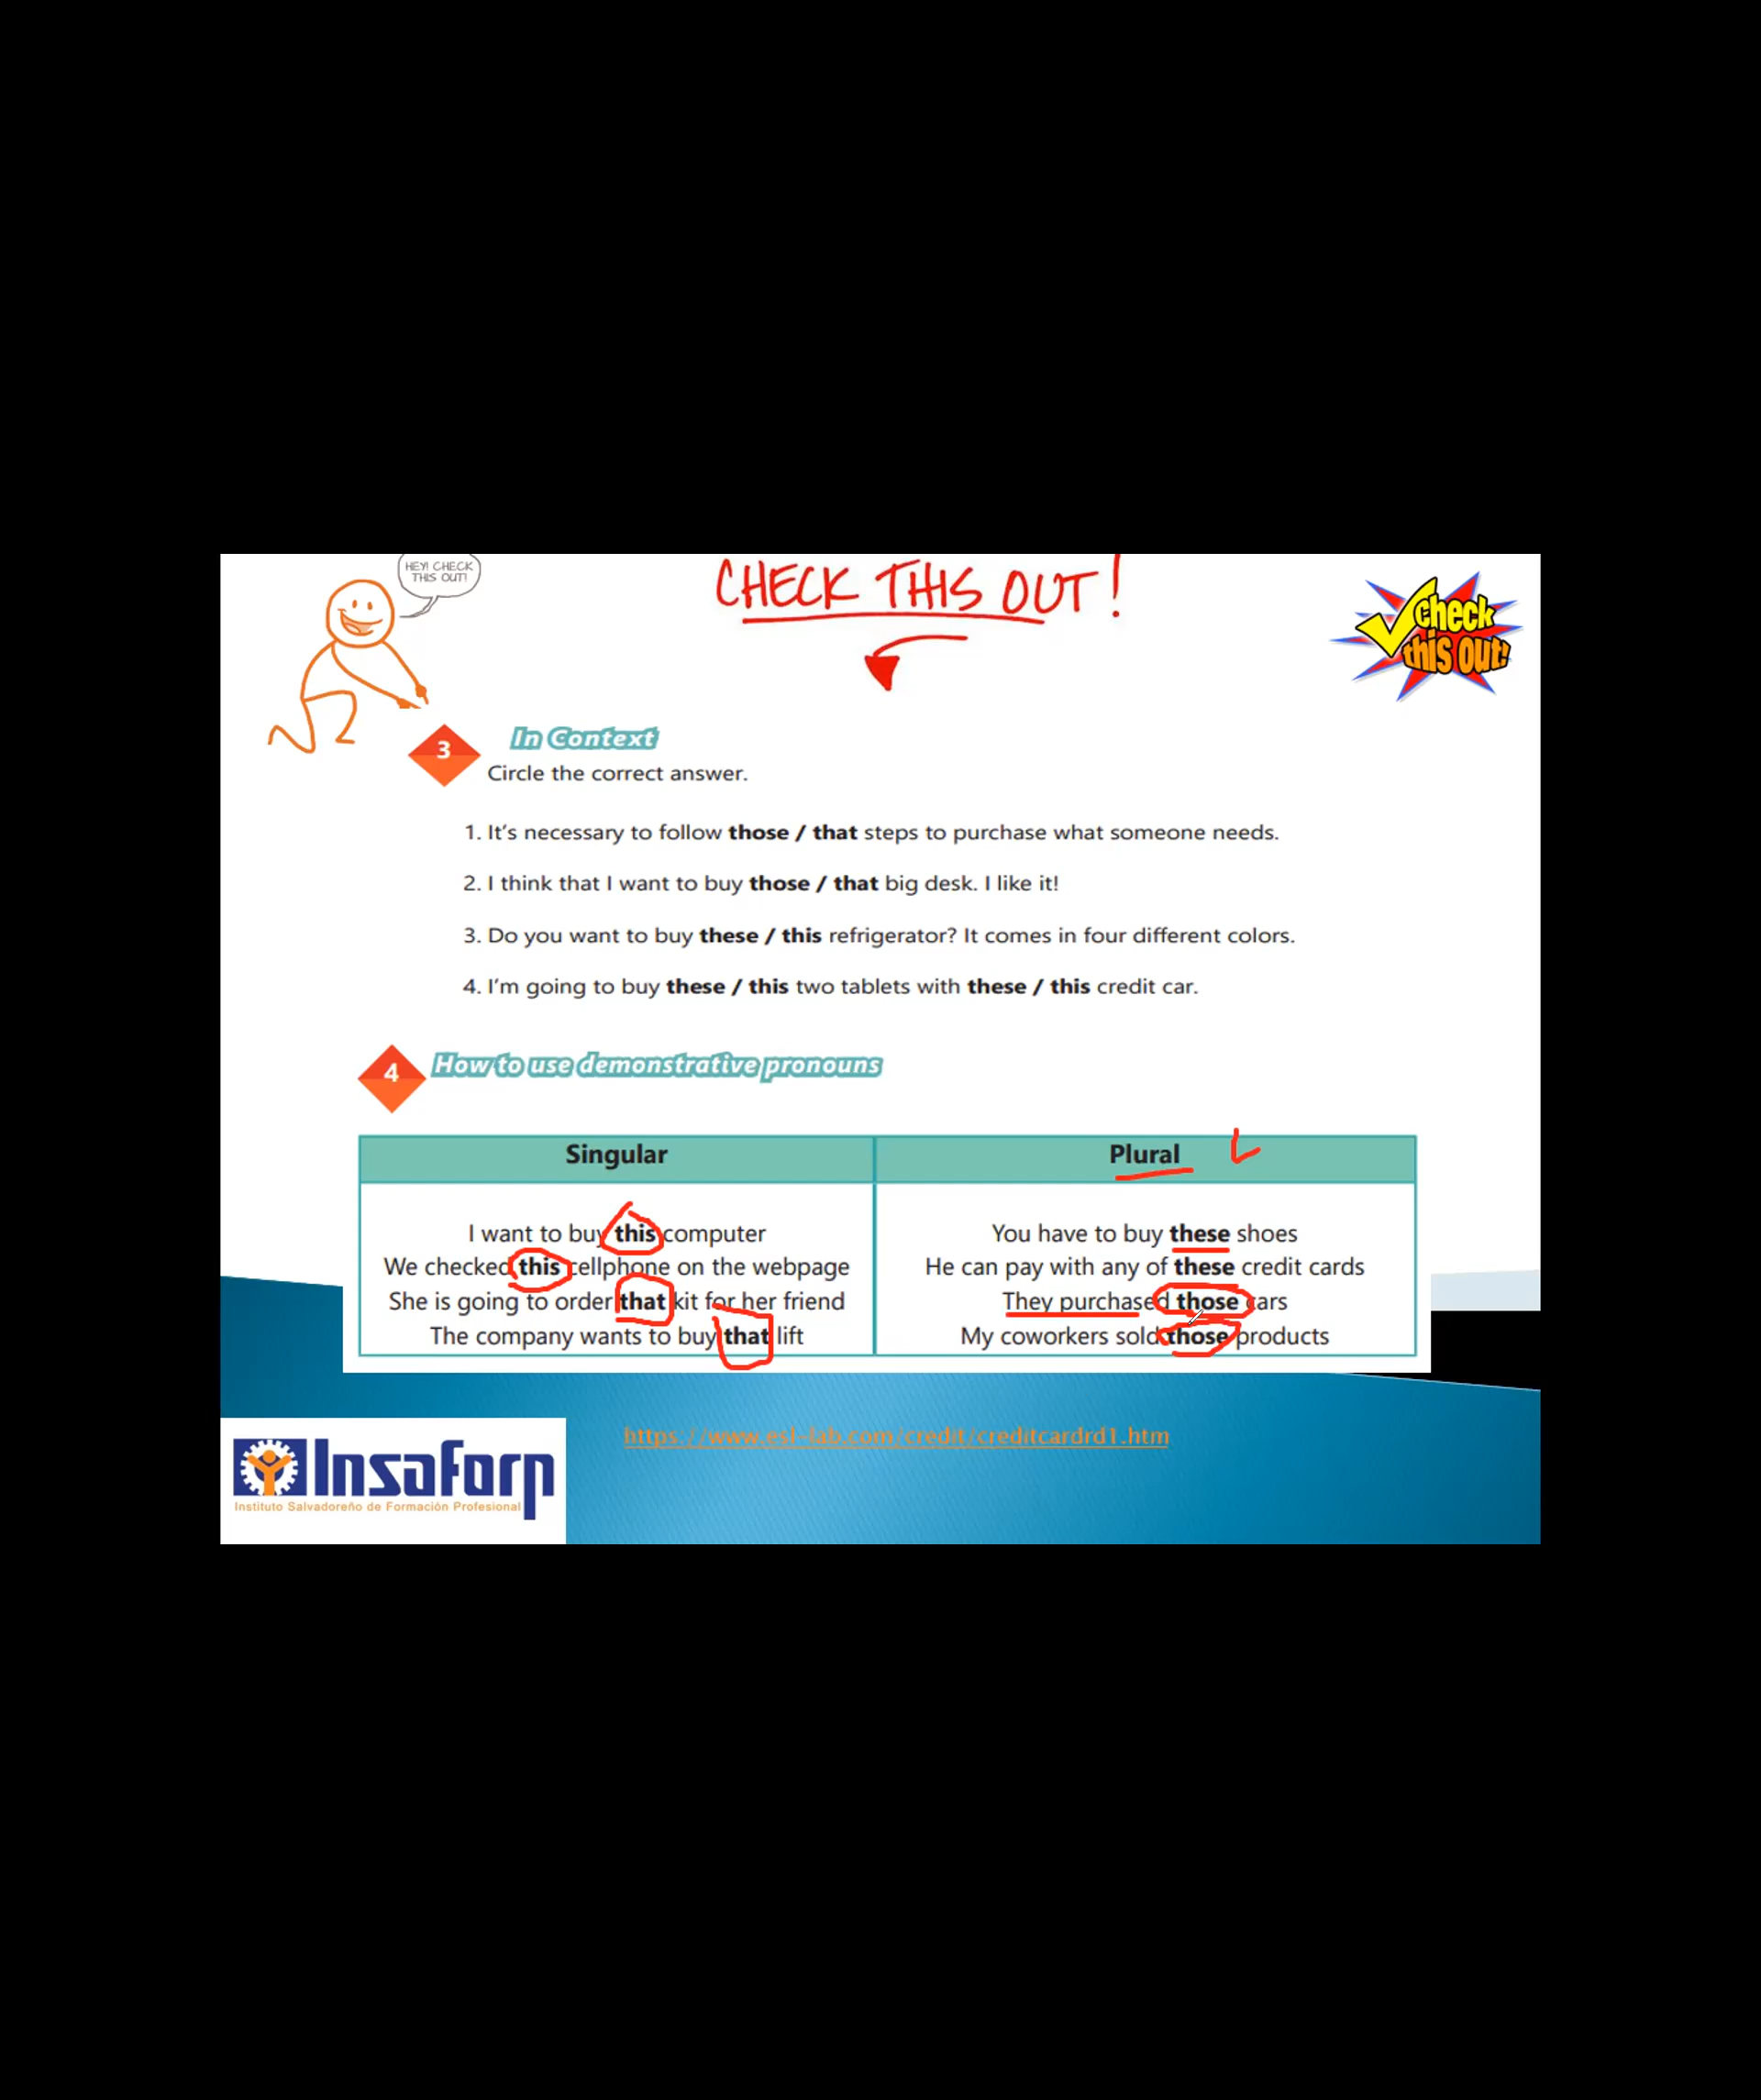 HEY! CHECK
THIS OUT!
CHECK THIS OUT!
check
this out!
3
In Context
Circle the correct answer.
1. It's necessary to follow those / that steps to purchase what someone needs.
2. I think that I want to buy those / that big desk. I like it!
3. Do you want to buy these / this refrigerator? It comes in four different colors.
4. I'm going to buy these / this two tablets with these / this credit car.
4
How to use demonstrative pronouns
Singular
I want to buy this computer
We checked this cellphone on the webpage
She is going to order that kit for her friend
The company wants to buy that lift
Plural
You have to buy these shoes
He can pay with any of these credit cards
They purchased those cars
My coworkers sold those products
https://www.esl-lab.com/credit/creditcardrd1.htm
Insaforp
Instituto Salvadoreño de Formación Profesional